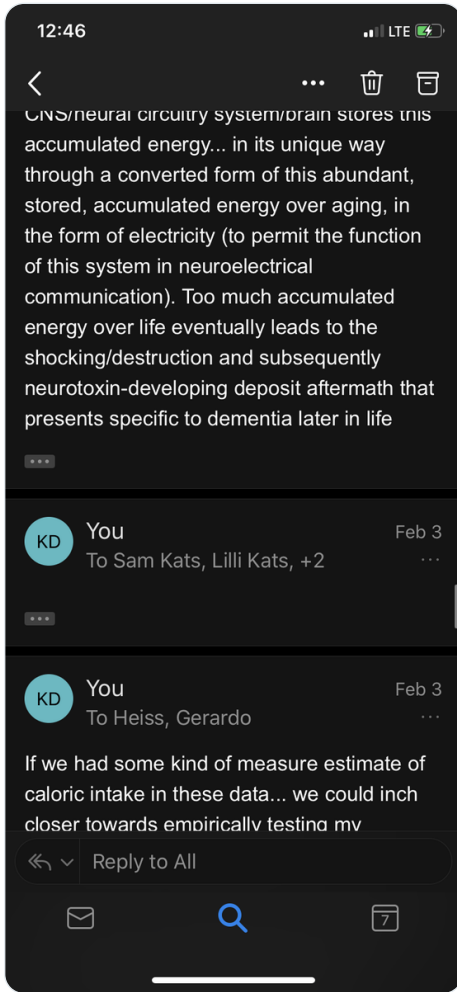 12:46
LTE
CNS/neural circuitry system/brain stores this
accumulated energy... in its unique way
through a converted form of this abundant,
stored, accumulated energy over aging, in
the form of electricity (to permit the function
of this system in neuroelectrical
communication). Too much accumulated
energy over life eventually leads to the
shocking/destruction and subsequently
neurotoxin-developing deposit aftermath that
presents specific to dementia later in life
KD
You
Feb 3
To Sam Kats, Lilli Kats, +2
KD
You
Feb 3
To Heiss, Gerardo
If we had some kind of measure estimate of
caloric intake in these data... we could inch
closer towards empirically testing my
Reply to All
7